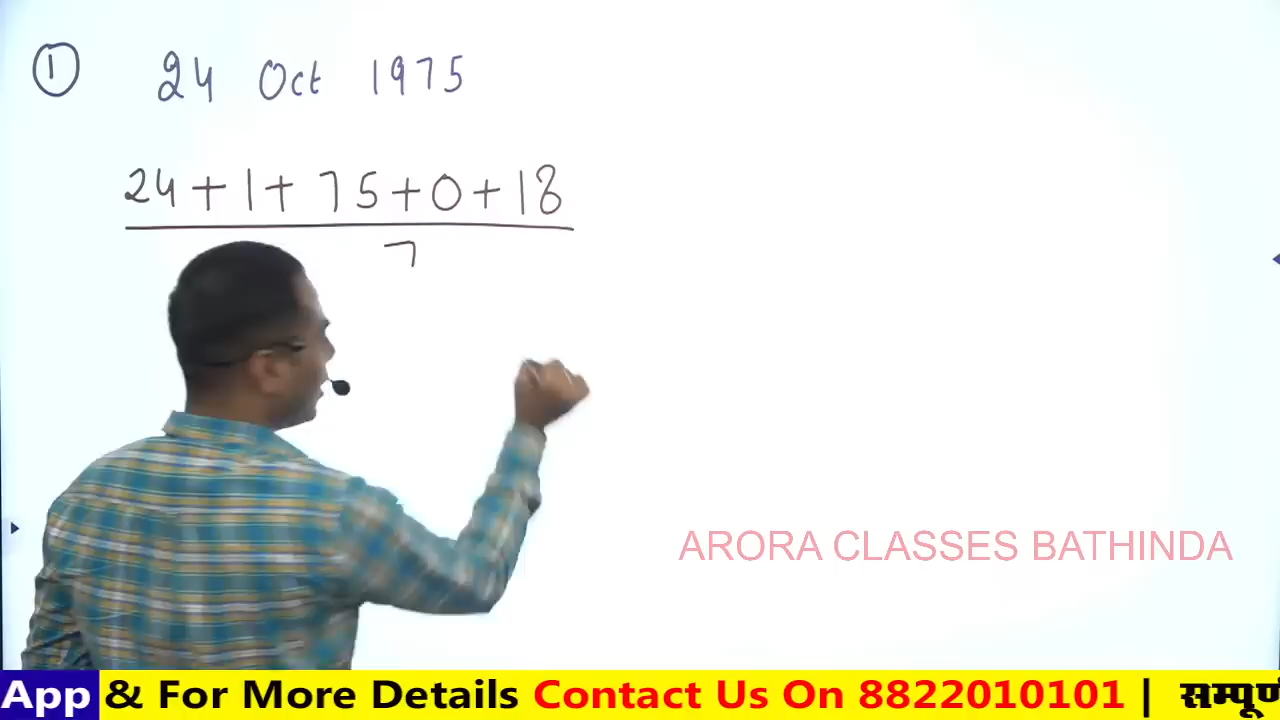 ① 24 Oct 1975
24 + 1 + 75 + 0 + 18
7
ARORA CLASSES BATHINDA
App & For More Details Contact Us On 8822010101 |